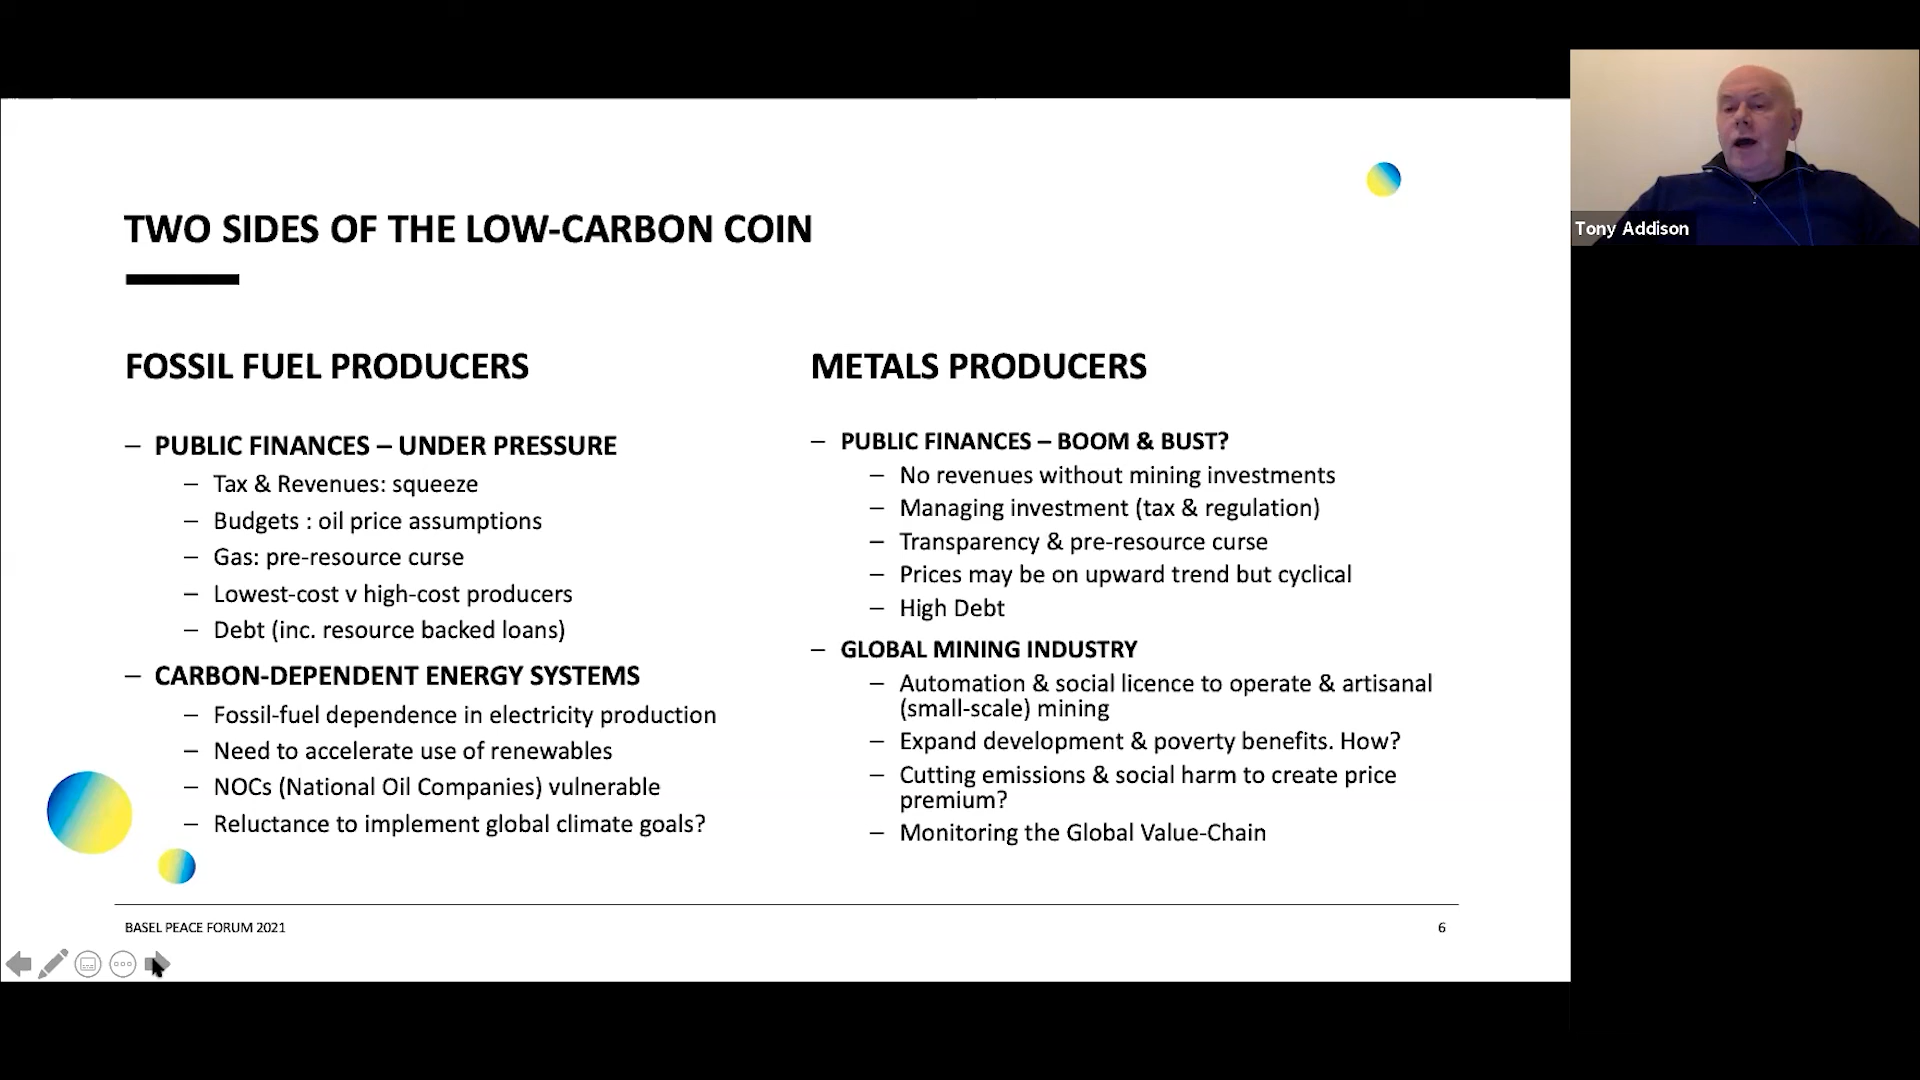 TWO SIDES OF THE LOW-CARBON COIN
FOSSIL FUEL PRODUCERS
– PUBLIC FINANCES – UNDER PRESSURE
– Tax & Revenues: squeeze
– Budgets : oil price assumptions
– Gas: pre-resource curse
– Lowest-cost v high-cost producers
– Debt (inc. resource backed loans)
– CARBON-DEPENDENT ENERGY SYSTEMS
– Fossil-fuel dependence in electricity production
– Need to accelerate use of renewables
– NOCs (National Oil Companies) vulnerable
– Reluctance to implement global climate goals?
METALS PRODUCERS
– PUBLIC FINANCES – BOOM & BUST?
– No revenues without mining investments
– Managing investment (tax & regulation)
– Transparency & pre-resource curse
– Prices may be on upward trend but cyclical
– High Debt
– GLOBAL MINING INDUSTRY
– Automation & social licence to operate & artisanal
(small-scale) mining
– Expand development & poverty benefits. How?
– Cutting emissions & social harm to create price
premium?
– Monitoring the Global Value-Chain
BASEL PEACE FORUM 2021
6
Tony Addison